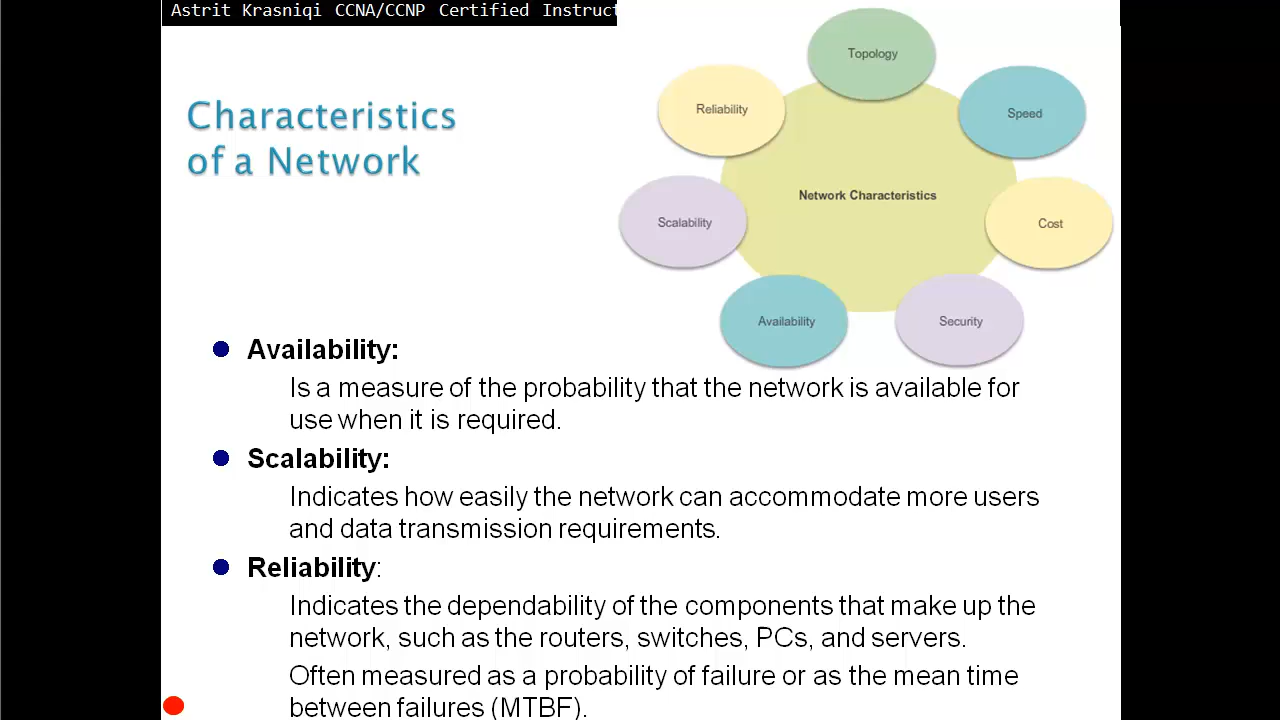 Astrit Krasniqi CCNA/CCNP Certified
Characteristics
of a Network
Topology
Reliability
Speed
Network Characteristics
Scalability
Cost
Availability
Security
Availability:
Is a measure of the probability that the network is available for
use when it is required.
Scalability:
Indicates how easily the network can accommodate more users
and data transmission requirements.
Reliability:
Indicates the dependability of the components that make up the
network, such as the routers, switches, PCs, and servers.
Often measured as a probability of failure or as the mean time
between failures (MTBF).